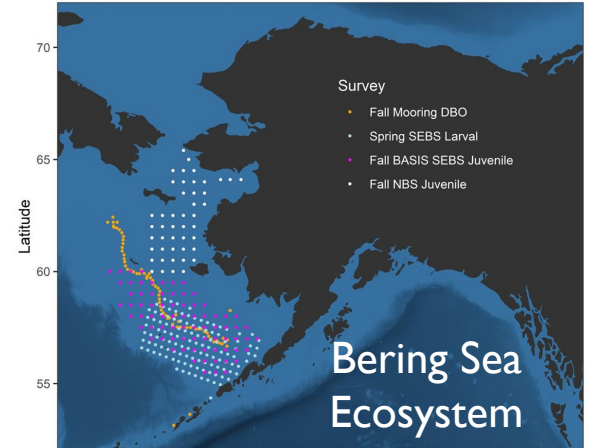 70
Survey
Fall Mooring DBO
Spring SEBS Larval
Fall BASIS SEBS Juvenile
Fall NBS Juvenile
65
Latitude
60
55
Bering Sea
Ecosystem